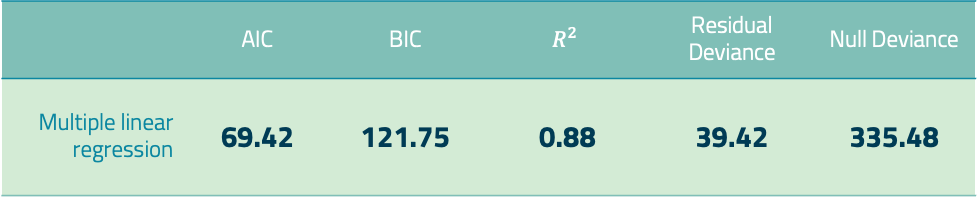 AIC BIC R² Residual Deviance Null Deviance
Multiple linear regression 69.42 121.75 0.88 39.42 335.48